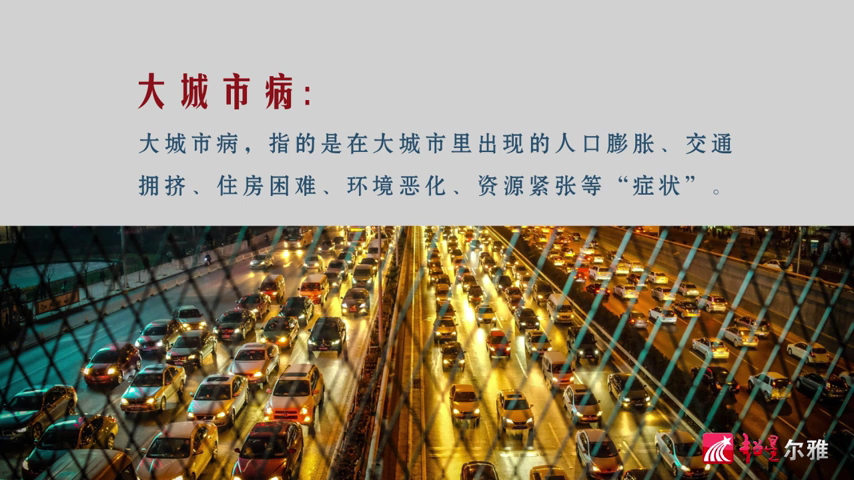 大城市病:
大城市病，指的是在大城市里出现的人口膨胀、交通
拥挤、住房困难、环境恶化、资源紧张等“症状”。
超星尔雅